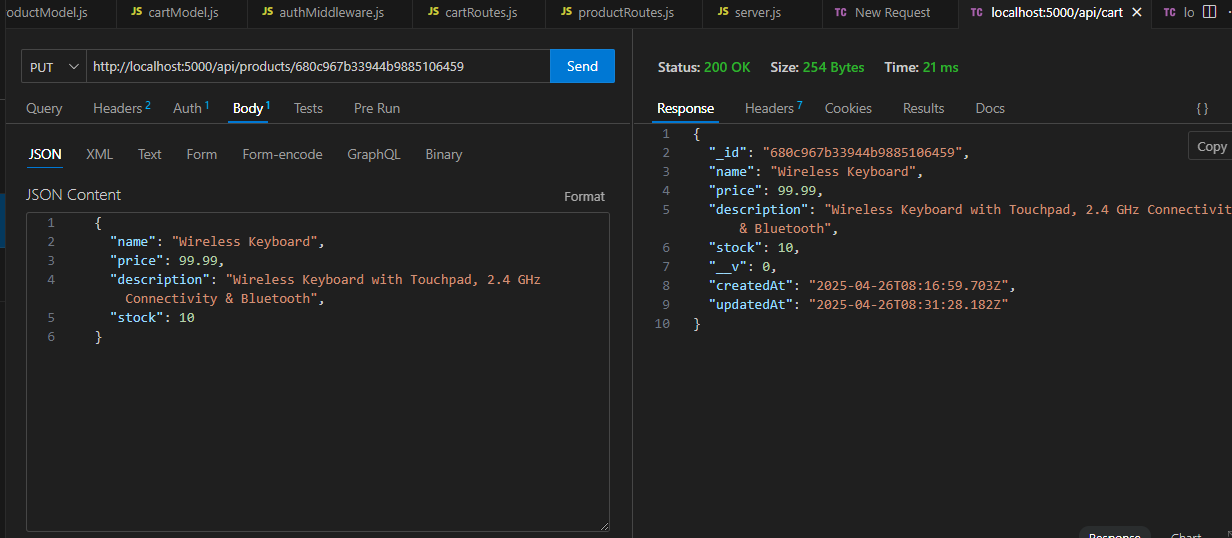 oductModel.js JS cartModel.js JS authMiddleware.js JS cartRoutes.js JS productRoutes.js JS server.js TC New Request TC localhost:5000/api/cart TC lo
PUT http://localhost:5000/api/products/680c967b33944b9885106459 Send
Query Headers 2 Auth 1 Body 1 Tests Pre Run
JSON XML Text Form Form-encode GraphQL Binary
JSON Content Format
1 {
2 "name": "Wireless Keyboard",
3 "price": 99.99,
4 "description": "Wireless Keyboard with Touchpad, 2.4 GHz
Connectivity & Bluetooth",
5 "stock": 10
6 }
Status: 200 OK Size: 254 Bytes Time: 21 ms
Response Headers 7 Cookies Results Docs { }
Copy
1 {
2 "_id": "680c967b33944b9885106459",
3 "name": "Wireless Keyboard",
4 "price": 99.99,
5 "description": "Wireless Keyboard with Touchpad, 2.4 GHz Connectivit
& Bluetooth",
6 "stock": 10,
7 "__v": 0,
8 "createdAt": "2025-04-26T08:16:59.703Z",
9 "updatedAt": "2025-04-26T08:31:28.182Z"
10 }
Response Chart